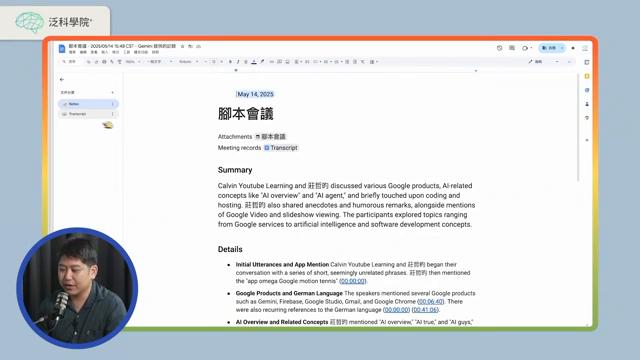 泛科學院
腳本會議 - 2025/05/14 15:48 CST - Gemini 提供的記錄
Notes
Transcript
May 14, 2025
腳本會議
Attachments 腳本會議
Meeting records Transcript
Summary
Calvin Youtube Learning and 莊哲昀 discussed various Google products, AI-related
concepts like "AI overview" and "AI agent," and briefly touched upon coding and
hosting. 莊哲昀 also shared anecdotes and humorous remarks, alongside mentions
of Google Video and slideshow viewing. The participants explored topics ranging
from Google services to artificial intelligence and software development concepts.
Details
Initial Utterances and App Mention Calvin Youtube Learning and 莊哲昀 began their
conversation with a series of short, seemingly unrelated phrases. 莊哲昀 then mentioned
the "app omega Google motion tennis" (00:00:00).
Google Products and German Language The speakers mentioned several Google products
such as Gemini, Firebase, Google Studio, Gmail, and Google Chrome (00:06:40). There
were also recurring references to the German language (00:00:00) (00:41:06).
AI Overview and Related Concepts 莊哲昀 mentioned "AI overview," "AI true," and "AI guys,"